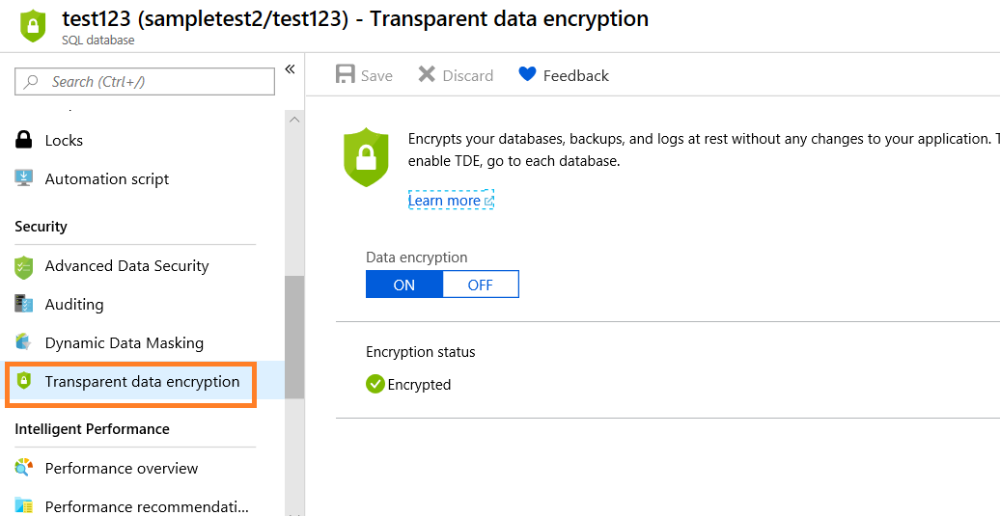 test123 (sampletest2/test123) - Transparent data encryption
SQL database
Search (Ctrl+/)
Locks
Automation script
Security
Advanced Data Security
Auditing
Dynamic Data Masking
Transparent data encryption
Intelligent Performance
Performance overview
Performance recommendati...
Save Discard Feedback
Encrypts your databases, backups, and logs at rest without any changes to your application.
enable TDE, go to each database.
Learn more
Data encryption
ON OFF
Encryption status
Encrypted